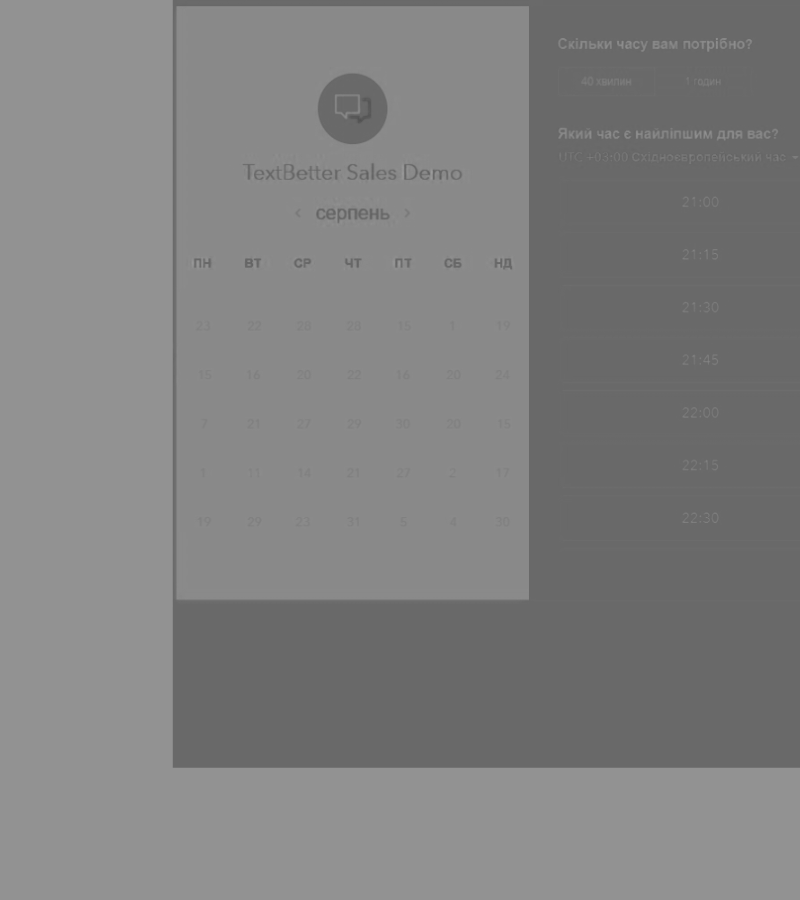 TextBetter Sales Demo
< серпень >
ПН ВТ СР ЧТ ПТ СБ НД
23 22 20 23 15 1 19
15 16 20 22 16 20 24
7 21 27 29 30 20 15
1 11 14 21 27 2 17
19 29 23 31 5 4 30
Скільки часу вам потрібно?
40 хвилин 1 годин
Який час є найліпшим для вас?
UTC +03:00 Східноєвропейський час
21:00
21:15
21:30
21:45
22:00
22:15
22:30